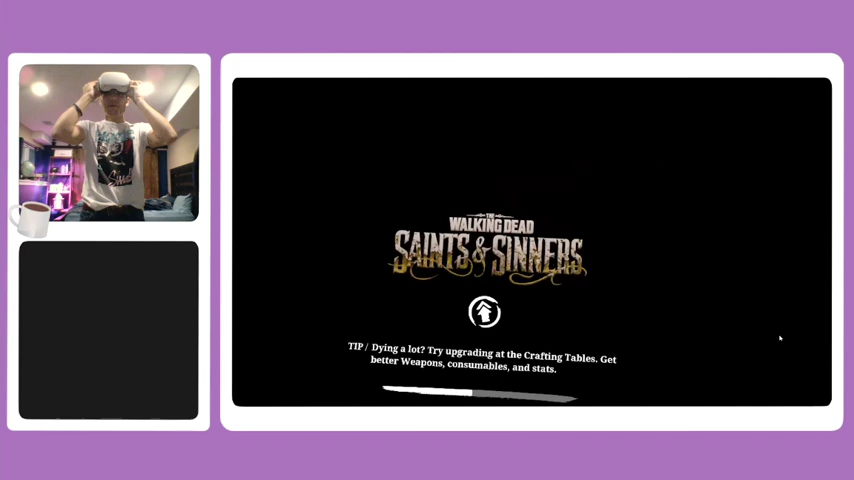 THE
WALKING DEAD
SAINTS & SINNERS
TIP / Dying a lot? Try upgrading at the Crafting Tables. Get
better Weapons, consumables, and stats.